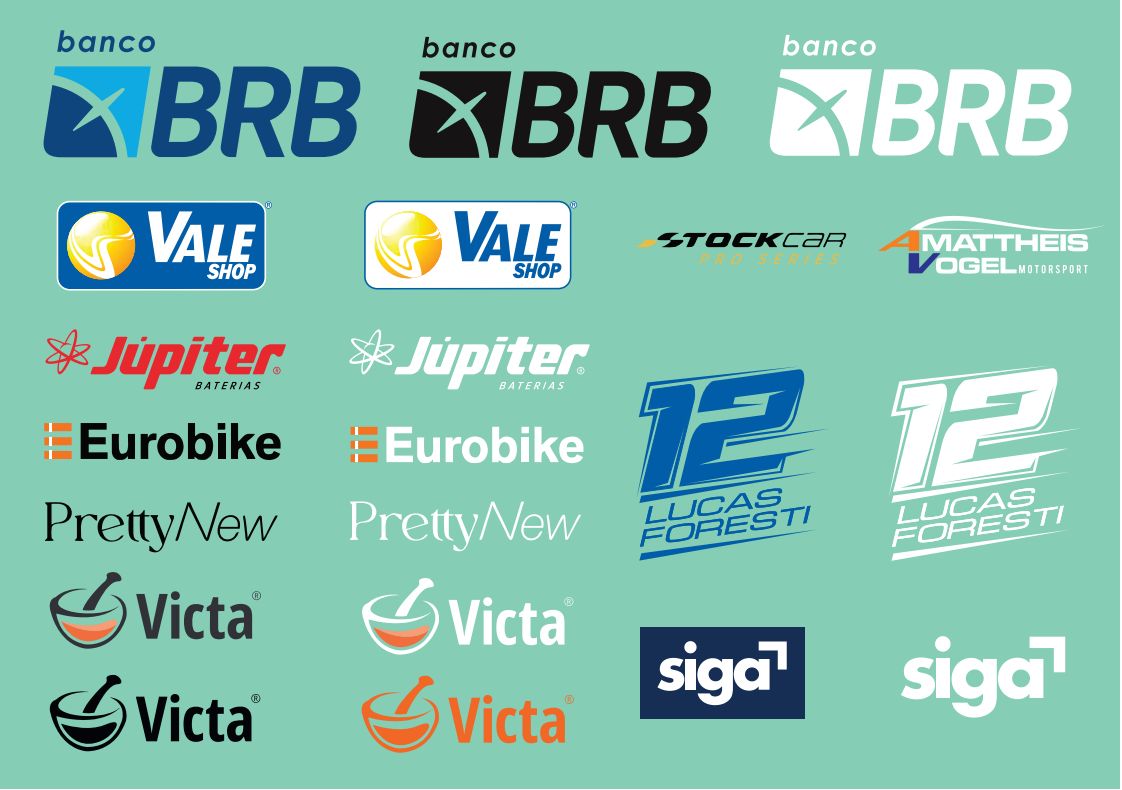 banco
BRB
banco
BRB
banco
BRB
VALE
SHOP
®
VALE
SHOP
®
STOCKCAR
PRO SERIES
A MATTHEIS
VOGEL MOTORSPORT
Júpiter®
BATERIAS
Júpiter®
BATERIAS
Eurobike
Eurobike
12
LUCAS
FORESTI
12
LUCAS
FORESTI
PrettyNew
PrettyNew
Victa®
Victa®
siga
siga
Victa®
Victa®